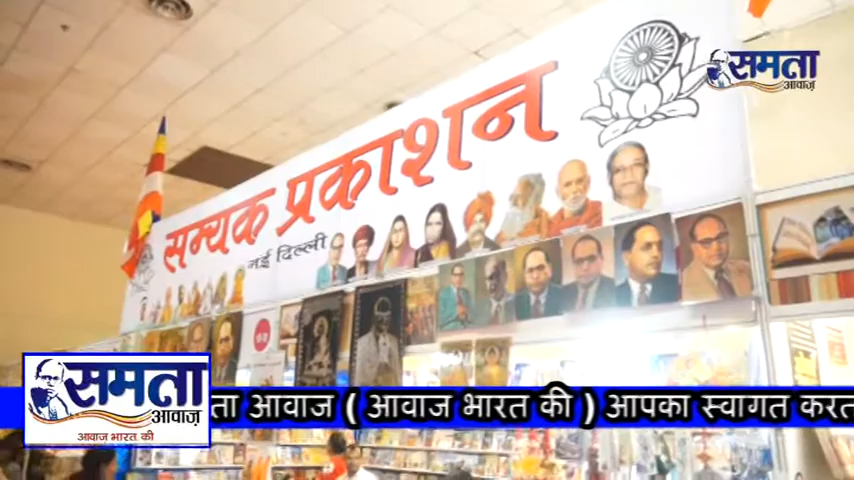 समता
आवाज़
सम्यक प्रकाशन
नई दिल्ली
समता
आवाज़
आवाज़ भारत की
ता आवाज ( आवाज भारत की ) आपका स्वागत करत